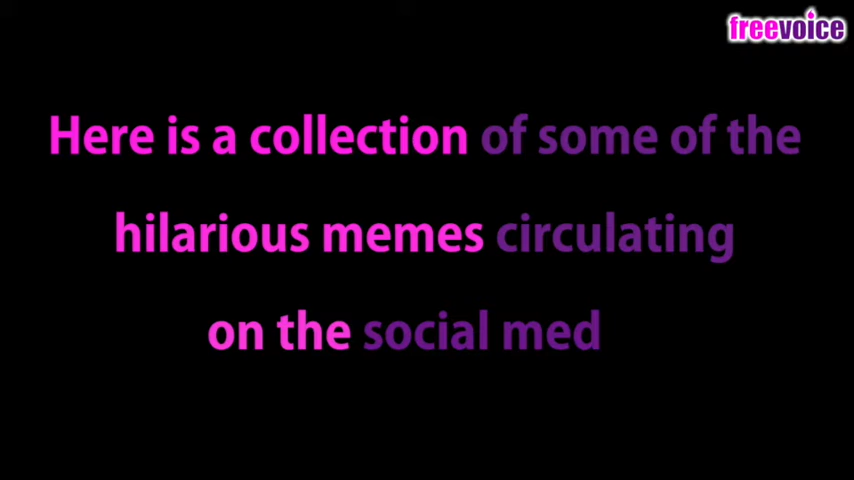 freevoice
Here is a collection of some of the
hilarious memes circulating
on the social med